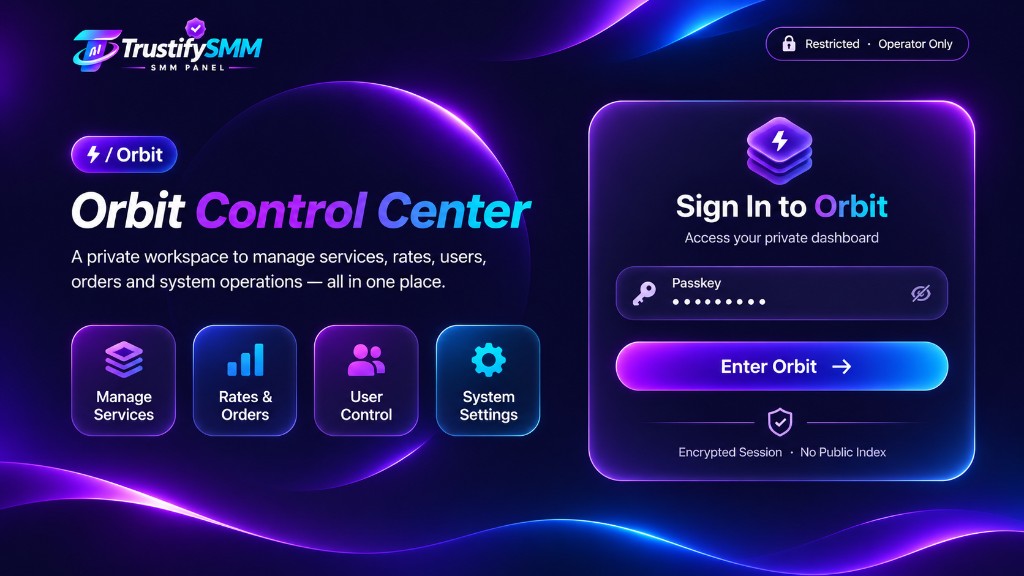 AI TrustifySMM
SMM PANEL
Restricted · Operator Only
/ Orbit
Orbit Control Center
A private workspace to manage services, rates, users,
orders and system operations — all in one place.
Manage
Services
Rates &
Orders
User
Control
System
Settings
Sign In to Orbit
Access your private dashboard
Passkey
•••••••••
Enter Orbit →
Encrypted Session · No Public Index